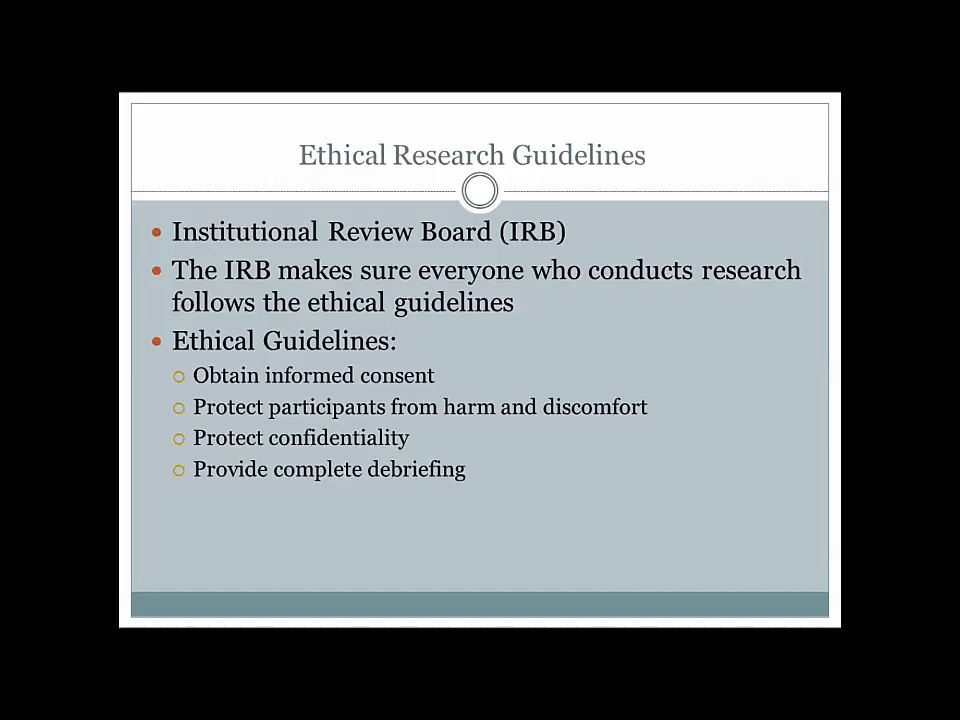 Ethical Research Guidelines
Institutional Review Board (IRB)
The IRB makes sure everyone who conducts research
follows the ethical guidelines
Ethical Guidelines:
Obtain informed consent
Protect participants from harm and discomfort
Protect confidentiality
Provide complete debriefing